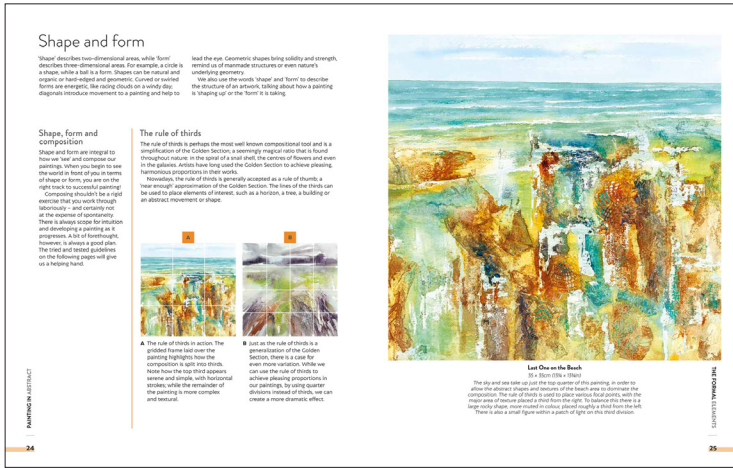 Shape and form
‘Shape’ describes two-dimensional areas, while ‘form’
describes three-dimensional areas. For example, a circle is
a shape, while a ball is a form. Shapes can be natural and
organic or hard-edged and geometric. Curved or swirled
forms are energetic, like racing clouds on a windy day;
diagonals introduce movement to a painting and help to
lead the eye. Geometric shapes bring solidity and strength,
remind us of manmade structures or even nature’s
underlying geometry.
We also use the words ‘shape’ and ‘form’ to describe
the structure of an artwork, talking about how a painting
is ‘shaping up’ or the ‘form’ it is taking.
Shape, form and
composition
Shape and form are integral to
how we ‘see’ and compose our
paintings. When you begin to see
the world in front of you in terms
of shape or form, you are on the
right track to successful painting!
Composing shouldn’t be a rigid
exercise that you work through
laboriously – and certainly not
at the expense of spontaneity.
There is always scope for intuition
and developing a painting as it
progresses. A bit of forethought,
however, is always a good plan.
The tried and tested guidelines
on the following pages will give
us a helping hand.
The rule of thirds
The rule of thirds is perhaps the most well known compositional tool and is a
simplification of the Golden Section; a seemingly magical ratio that is found
throughout nature: in the spiral of a snail shell, the centres of flowers and even
in the galaxies. Artists have long used the Golden Section to achieve pleasing,
harmonious proportions in their works.
Nowadays, the rule of thirds is generally accepted as a rule of thumb; a
‘near enough’ approximation of the Golden Section. The lines of the thirds can
be used to place elements of interest, such as a horizon, a tree, a building or
an abstract movement or shape.
A
B
A The rule of thirds in action. The
gridded frame laid over the
painting highlights how the
composition is split into thirds.
Note how the top third appears
serene and simple, with horizontal
strokes; while the remainder of
the painting is more complex
and textural.
B Just as the rule of thirds is a
generalization of the Golden
Section, there is a case for
even more variation. While we
can use the rule of thirds to
achieve pleasing proportions in
our paintings, by using quarter
divisions instead of thirds, we can
create a more dramatic effect.
PAINTING IN ABSTRACT
24
Last One on the Beach
35 × 35cm (13¾ × 13¾in)
The sky and sea take up just the top quarter of this painting, in order to
allow the abstract shapes and textures of the beach area to dominate the
composition. The rule of thirds is used to place various focal points, with the
major area of texture placed a third from the right. To balance this there is a
large rocky shape, more muted in colour, placed roughly a third from the left.
There is also a small figure within a patch of light on this third division.
THE FORMAL ELEMENTS
25